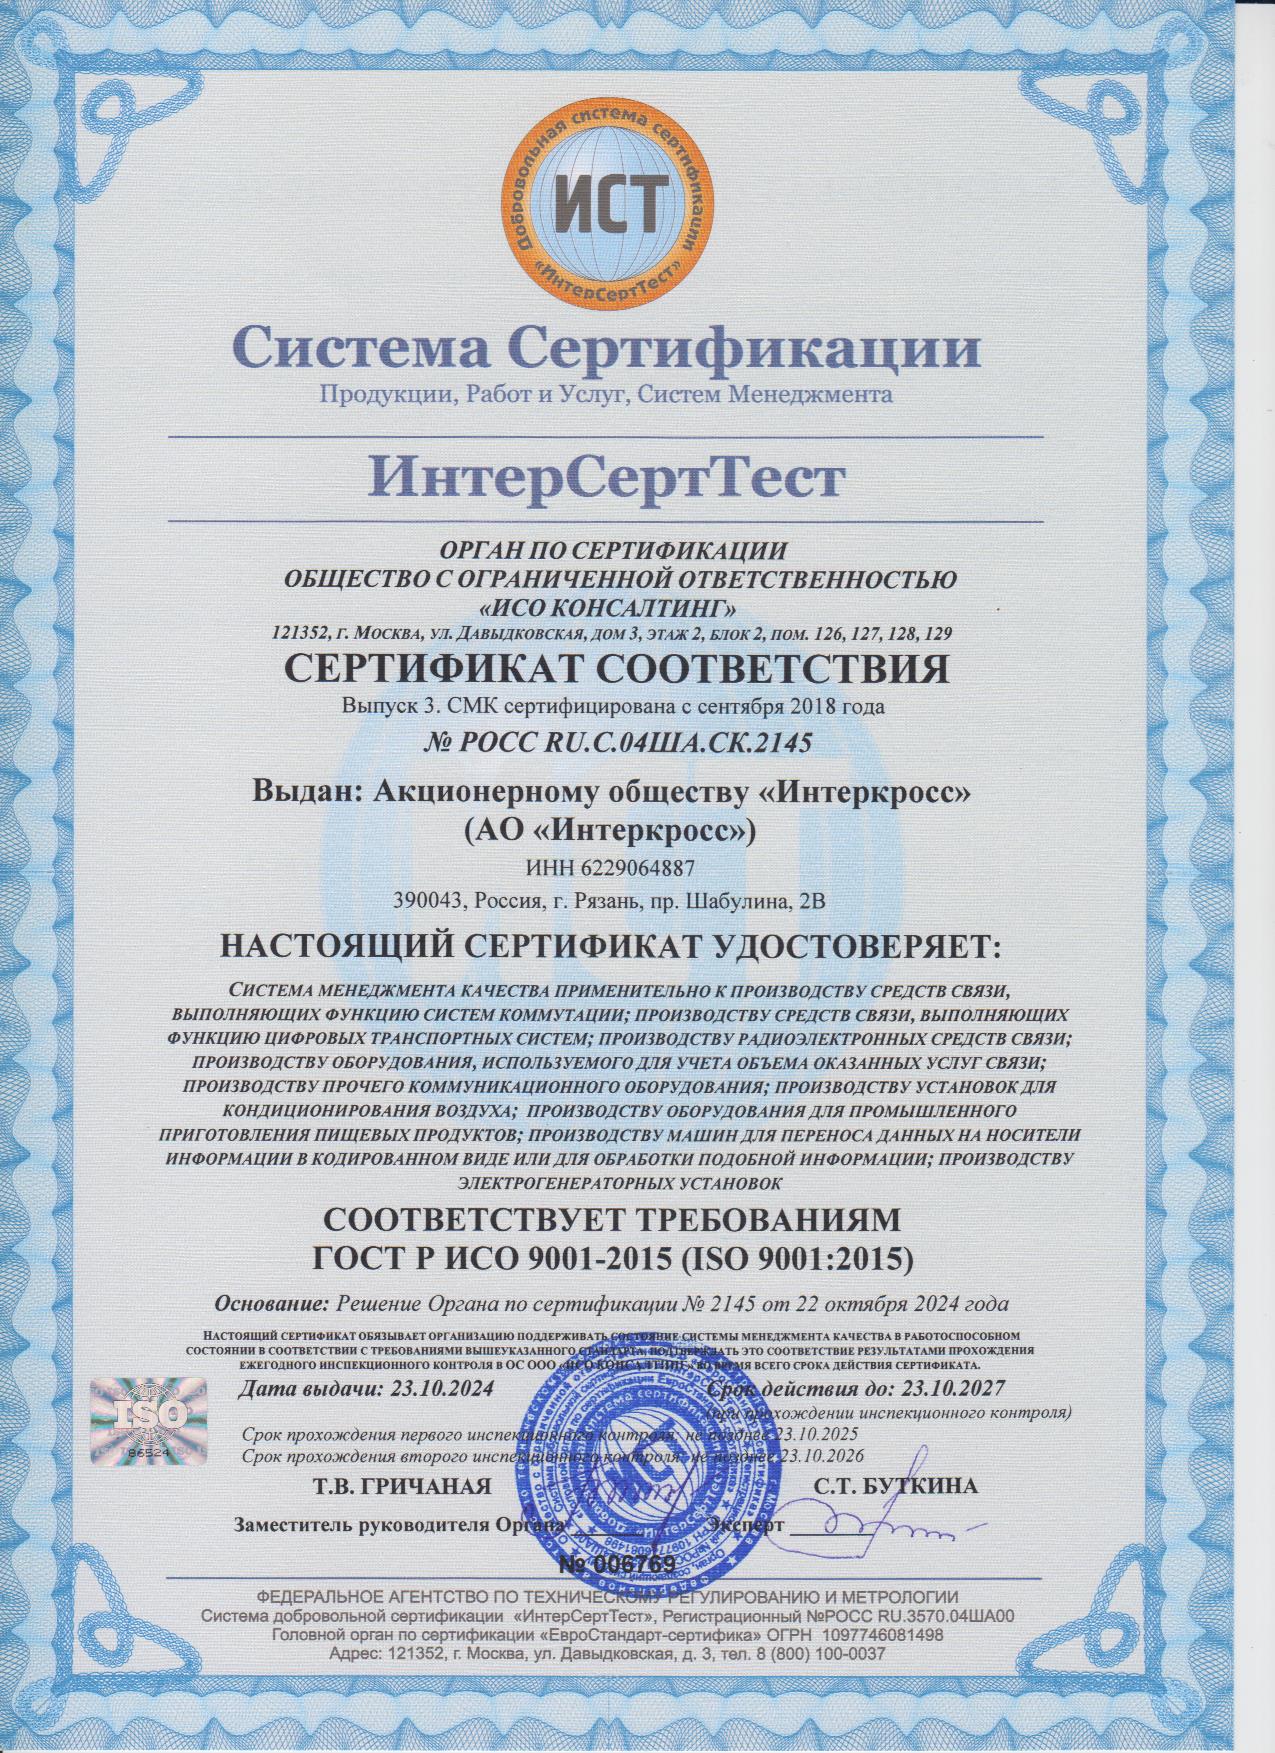 Добровольная система сертификации
ИСТ
«ИнтерСертТест»
Система Сертификации
Продукции, Работ и Услуг, Систем Менеджмента
ИнтерСертТест
ОРГАН ПО СЕРТИФИКАЦИИ
ОБЩЕСТВО С ОГРАНИЧЕННОЙ ОТВЕТСТВЕННОСТЬЮ
«ИСО КОНСАЛТИНГ»
121352, Г. МОСКВА, УЛ. ДАВЫДКОВСКАЯ, ДОМ 3, ЭТАЖ 2, БЛОК 2, ПОМ. 126, 127, 128, 129
СЕРТИФИКАТ СООТВЕТСТВИЯ
Выпуск 3. СМК сертифицирована с сентября 2018 года
№ РОСС RU.C.04ША.СК.2145
Выдан: Акционерному обществу «Интеркросс»
(АО «Интеркросс»)
ИНН 6229064887
390043, Россия, г. Рязань, пр. Шабулина, 2В
НАСТОЯЩИЙ СЕРТИФИКАТ УДОСТОВЕРЯЕТ:
СИСТЕМА МЕНЕДЖМЕНТА КАЧЕСТВА ПРИМЕНИТЕЛЬНО К ПРОИЗВОДСТВУ СРЕДСТВ СВЯЗИ,
ВЫПОЛНЯЮЩИХ ФУНКЦИЮ СИСТЕМ КОММУТАЦИИ; ПРОИЗВОДСТВУ СРЕДСТВ СВЯЗИ, ВЫПОЛНЯЮЩИХ
ФУНКЦИЮ ЦИФРОВЫХ ТРАНСПОРТНЫХ СИСТЕМ; ПРОИЗВОДСТВУ РАДИОЭЛЕКТРОННЫХ СРЕДСТВ СВЯЗИ;
ПРОИЗВОДСТВУ ОБОРУДОВАНИЯ, ИСПОЛЬЗУЕМОГО ДЛЯ УЧЕТА ОБЪЕМА ОКАЗАННЫХ УСЛУГ СВЯЗИ;
ПРОИЗВОДСТВУ ПРОЧЕГО КОММУНИКАЦИОННОГО ОБОРУДОВАНИЯ; ПРОИЗВОДСТВУ УСТАНОВОК ДЛЯ
КОНДИЦИОНИРОВАНИЯ ВОЗДУХА; ПРОИЗВОДСТВУ ОБОРУДОВАНИЯ ДЛЯ ПРОМЫШЛЕННОГО
ПРИГОТОВЛЕНИЯ ПИЩЕВЫХ ПРОДУКТОВ; ПРОИЗВОДСТВУ МАШИН ДЛЯ ПЕРЕНОСА ДАННЫХ НА НОСИТЕЛИ
ИНФОРМАЦИИ В КОДИРОВАННОМ ВИДЕ ИЛИ ДЛЯ ОБРАБОТКИ ПОДОБНОЙ ИНФОРМАЦИИ; ПРОИЗВОДСТВУ
ЭЛЕКТРОГЕНЕРАТОРНЫХ УСТАНОВОК
СООТВЕТСТВУЕТ ТРЕБОВАНИЯМ
ГОСТ Р ИСО 9001-2015 (ISO 9001:2015)
Основание: Решение Органа по сертификации № 2145 от 22 октября 2024 года
НАСТОЯЩИЙ СЕРТИФИКАТ ОБЯЗЫВАЕТ ОРГАНИЗАЦИЮ ПОДДЕРЖИВАТЬ СОСТОЯНИЕ СИСТЕМЫ МЕНЕДЖМЕНТА КАЧЕСТВА В РАБОТОСПОСОБНОМ
СОСТОЯНИИ В СООТВЕТСТВИИ С ТРЕБОВАНИЯМИ ВЫШЕУКАЗАННОГО СТАНДАРТА, ПОДТВЕРЖДАТЬ ЭТО СООТВЕТСТВИЕ РЕЗУЛЬТАТАМИ ПРОХОЖДЕНИЯ
ЕЖЕГОДНОГО ИНСПЕКЦИОННОГО КОНТРОЛЯ В ОС ООО «ИСО КОНСАЛТИНГ» ВО ВРЕМЯ ВСЕГО СРОКА ДЕЙСТВИЯ СЕРТИФИКАТА.
Дата выдачи: 23.10.2024 Срок действия до: 23.10.2027
(при прохождении инспекционного контроля)
Срок прохождения первого инспекционного контроля: не позднее 23.10.2025
Срок прохождения второго инспекционного контроля: не позднее 23.10.2026
ISO
86524
Т.В. ГРИЧАНАЯ С.Т. БУТКИНА
Заместитель руководителя Органа Эксперт
ИСТ
№ 006769
ФЕДЕРАЛЬНОЕ АГЕНТСТВО ПО ТЕХНИЧЕСКОМУ РЕГУЛИРОВАНИЮ И МЕТРОЛОГИИ
Система добровольной сертификации «ИнтерСертТест», Регистрационный №РОСС RU.3570.04ША00
Головной орган по сертификации «ЕвроСтандарт-сертифика» ОГРН 1097746081498
Адрес: 121352, г. Москва, ул. Давыдковская, д. 3, тел. 8 (800) 100-0037